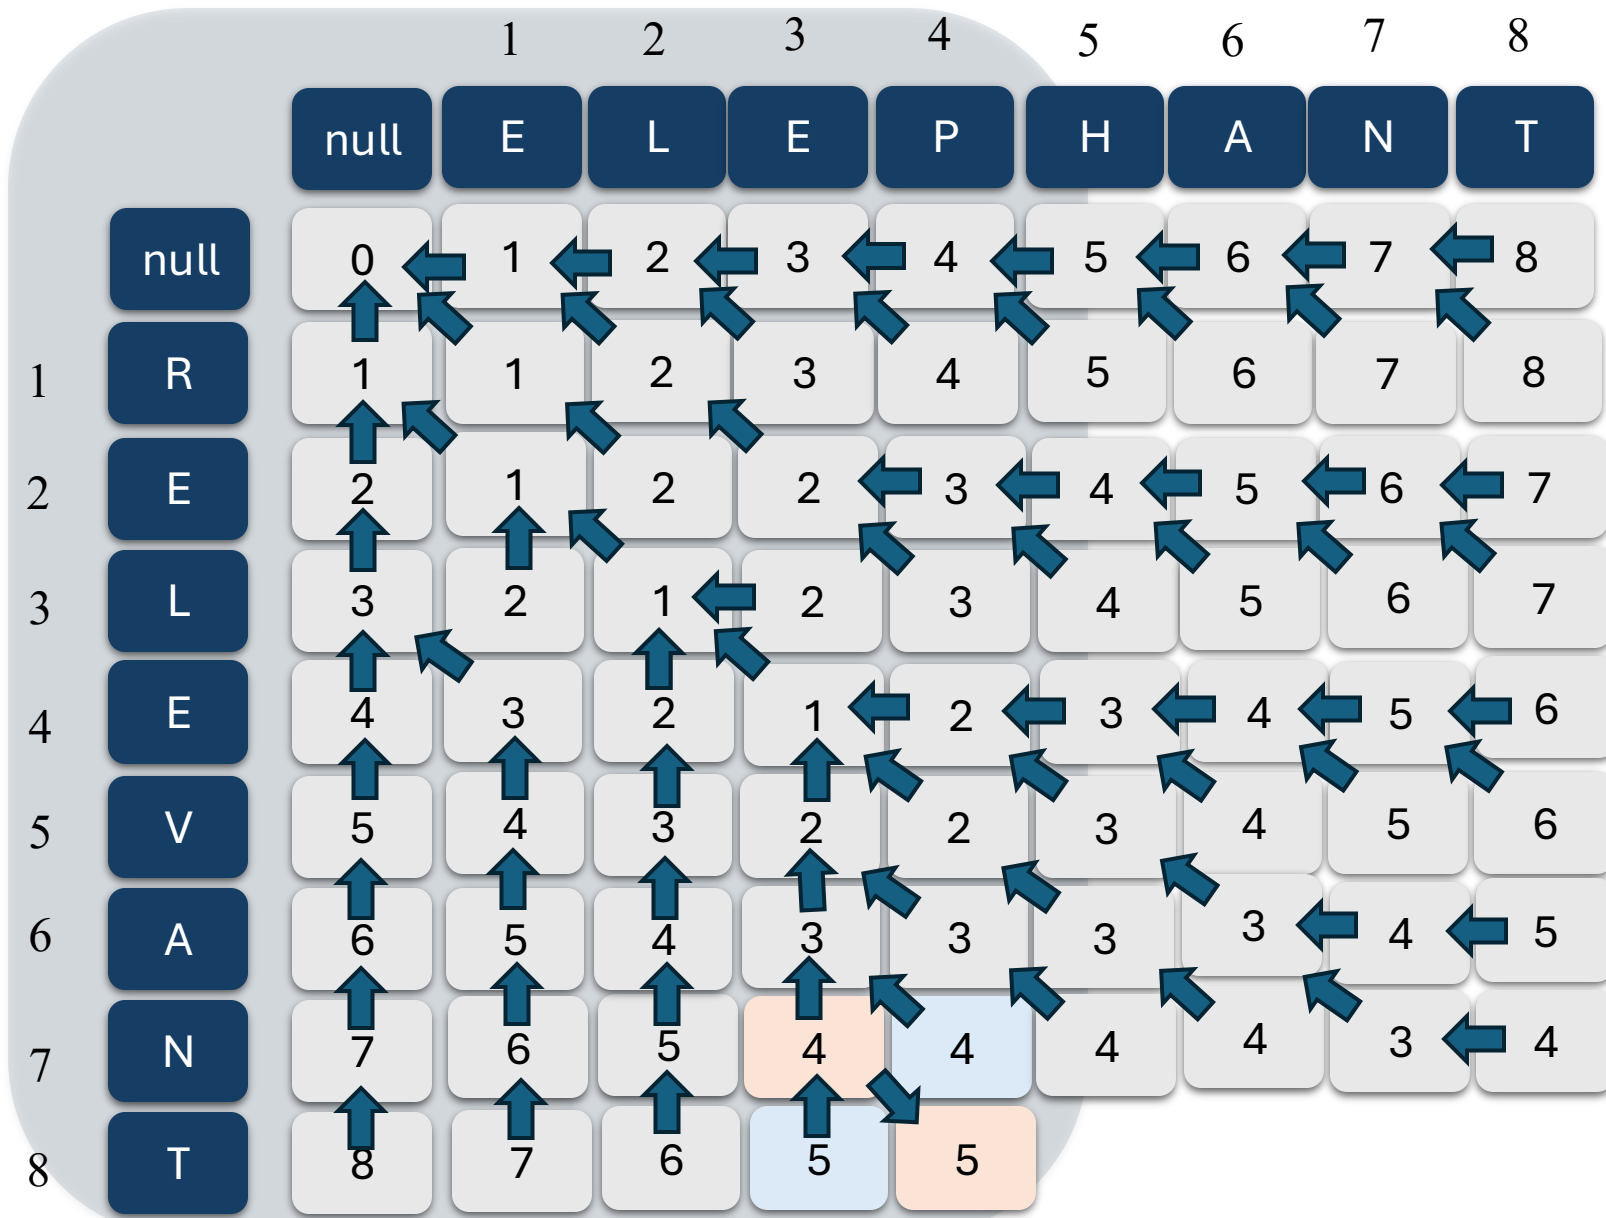 1 2 3 4 5 6 7 8
null E L E P H A N T
null 0 1 2 3 4 5 6 7 8
1 R 1 1 2 3 4 5 6 7 8
2 E 2 1 2 2 3 4 5 6 7
3 L 3 2 1 2 3 4 5 6 7
4 E 4 3 2 1 2 3 4 5 6
5 V 5 4 3 2 2 3 4 5 6
6 A 6 5 4 3 3 3 3 4 5
7 N 7 6 5 4 4 4 4 3 4
8 T 8 7 6 5 5